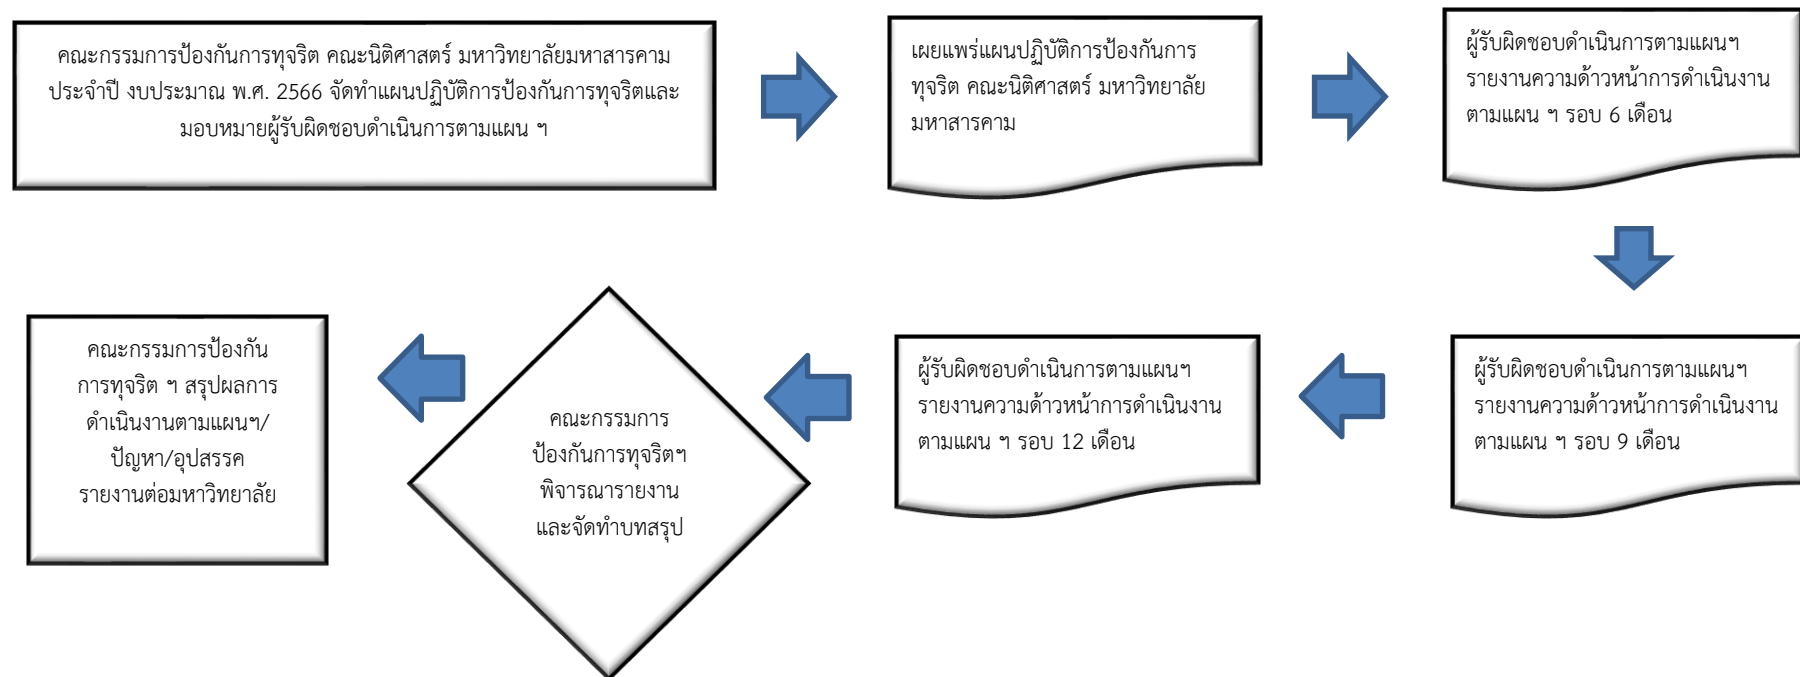 คณะกรรมการป้องกันการทุจริต คณะนิติศาสตร์ มหาวิทยาลัยมหาสารคาม
ประจำปี งบประมาณ พ.ศ. 2566 จัดทำแผนปฏิบัติการป้องกันการทุจริตและ
มอบหมายผู้รับผิดชอบดำเนินการตามแผน ฯ
เผยแพร่แผนปฏิบัติการป้องกันการ
ทุจริต คณะนิติศาสตร์ มหาวิทยาลัย
มหาสารคาม
ผู้รับผิดชอบดำเนินการตามแผนฯ
รายงานความด้าวหน้าการดำเนินงาน
ตามแผน ฯ รอบ 6 เดือน
ผู้รับผิดชอบดำเนินการตามแผนฯ
รายงานความด้าวหน้าการดำเนินงาน
ตามแผน ฯ รอบ 9 เดือน
ผู้รับผิดชอบดำเนินการตามแผนฯ
รายงานความด้าวหน้าการดำเนินงาน
ตามแผน ฯ รอบ 12 เดือน
คณะกรรมการ
ป้องกันการทุจริตฯ
พิจารณารายงาน
และจัดทำบทสรุป
คณะกรรมการป้องกัน
การทุจริต ฯ สรุปผลการ
ดำเนินงานตามแผนฯ/
ปัญหา/อุปสรรค
รายงานต่อมหาวิทยาลัย